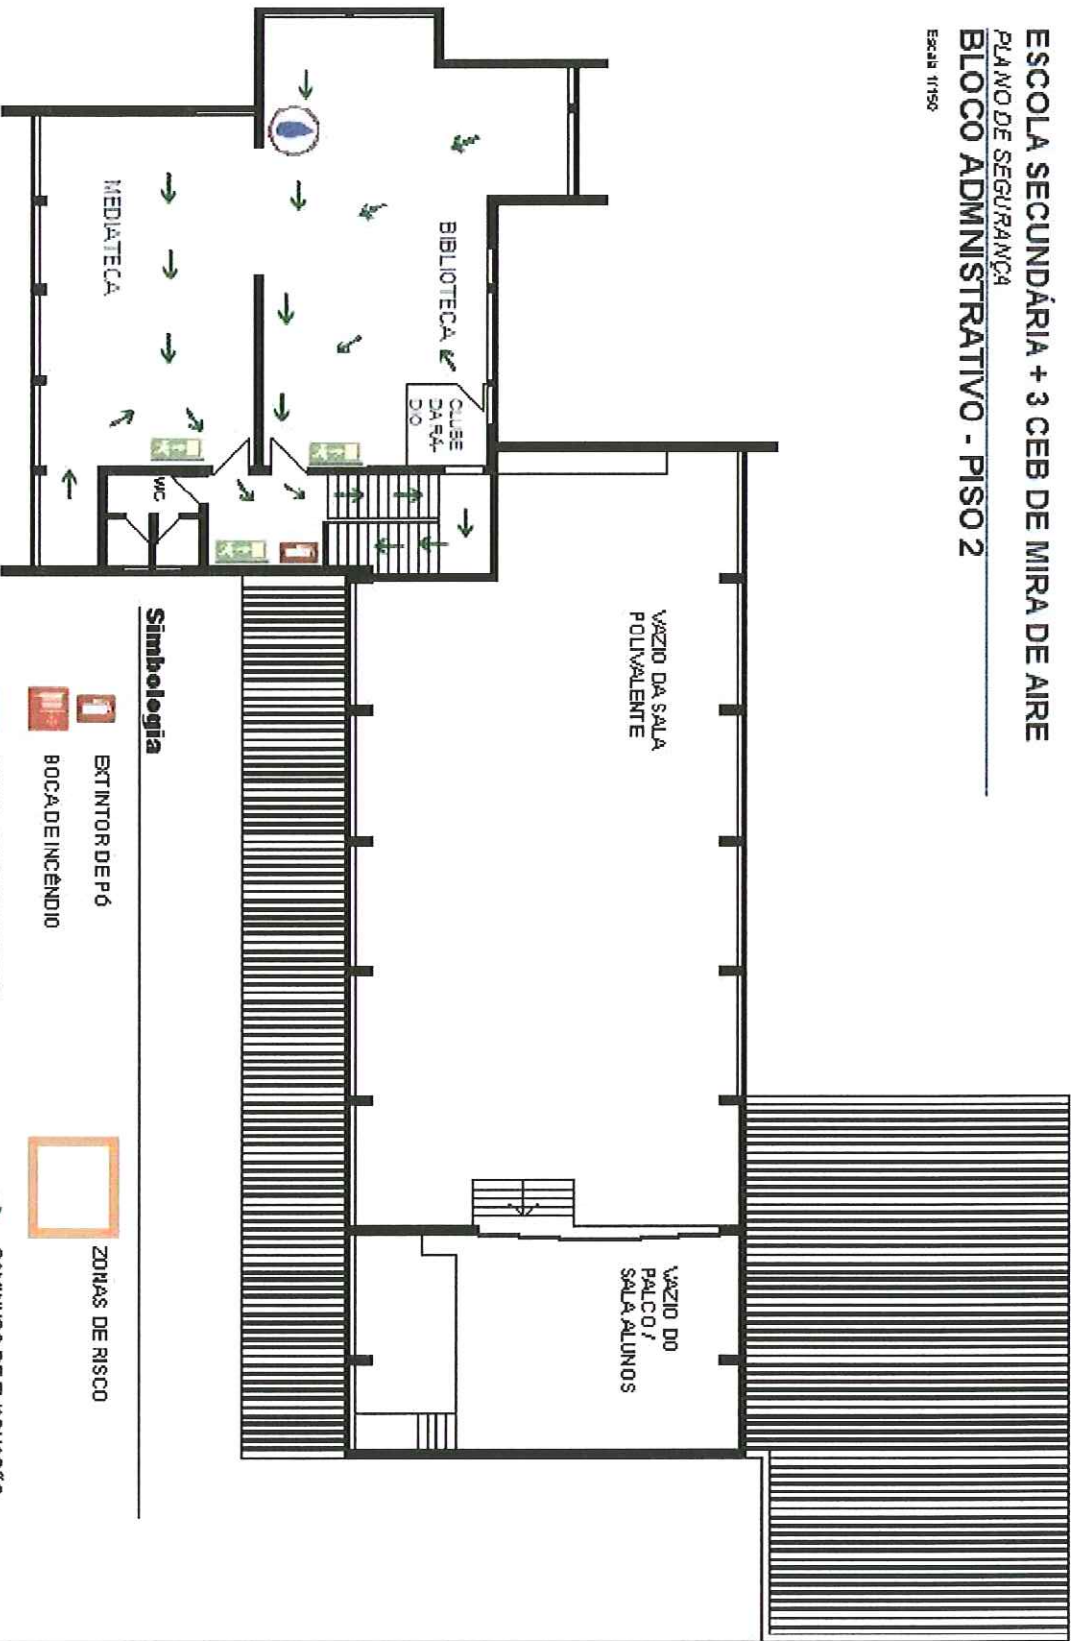 ESCOLA SECUNDÁRIA + 3 CEB DE MIRA DE AIRE
PLANO DE SEGURANÇA
BLOCO ADMNISTRATIVO - PISO 2
Escala 1/150
BIBLIOTECA
CLUBE
DA RÁ-
DIO
MEDIATECA
WC
VAZIO DA SALA
POLIVALENTE
VAZIO DO
PALCO /
SALA ALUNOS
Simbologia
EXTINTOR DE PÓ
BOCA DE INCÊNDIO
ZONAS DE RISCO